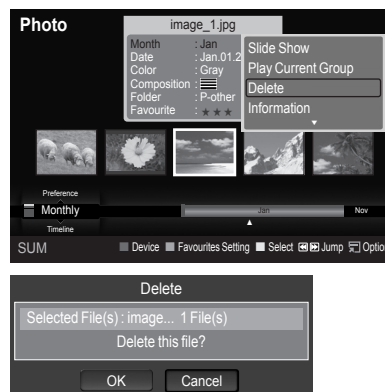 Photo
image_1.jpg
Month : Jan
Date : Jan.01.2
Color : Gray
Composition :
Folder : P-other
Favourite : ★ ★ ★
Slide Show
Play Current Group
Delete
Information
Preference
Monthly
Timeline
Jan
Nov
SUM
Device
Favourites Setting
Select
Jump
Optio
Delete
Selected File(s) : image... 1 File(s)
Delete this file?
OK
Cancel